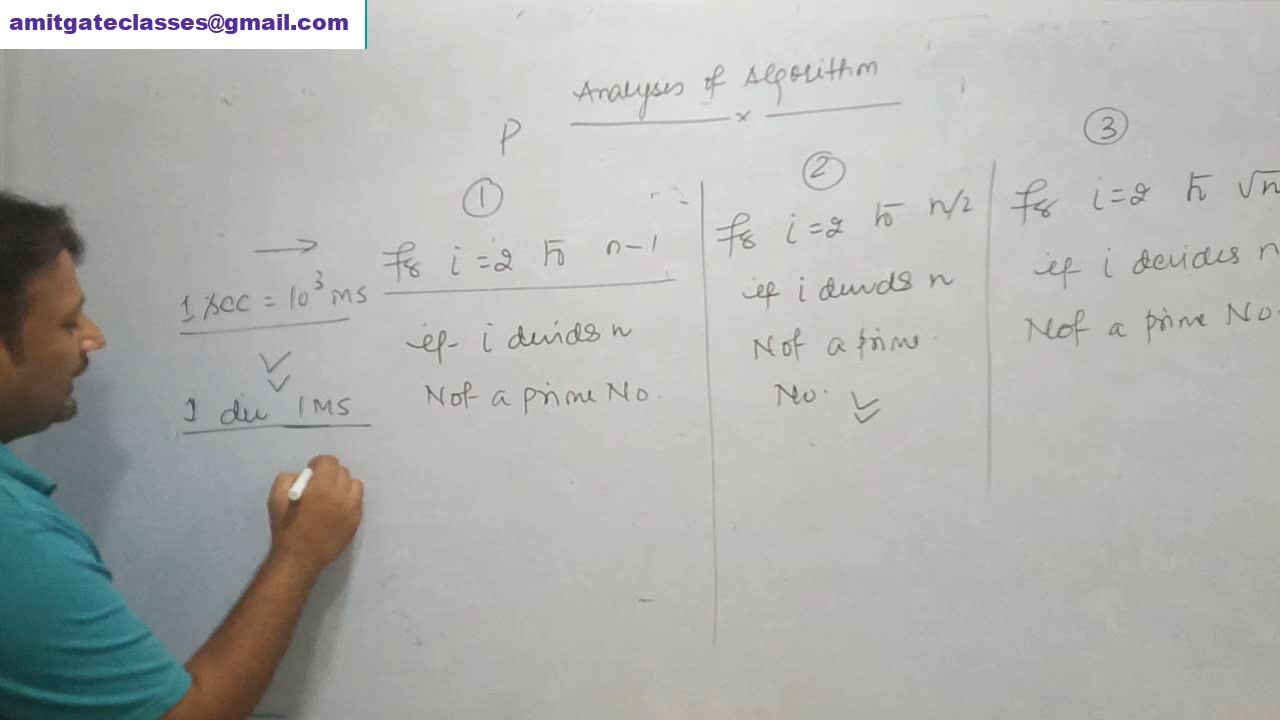 amitgateclasses@gmail.com
Analyses of Algorithm
P
①
for i = 2 to n-1
if i divids n
Not a prime No.
②
for i = 2 to n/2
if i divids n
Not a prime
No.
③
for i = 2 to √n
if i devides n
Not a prime No.
1 sec = 10³ ms
1 div 1 MS